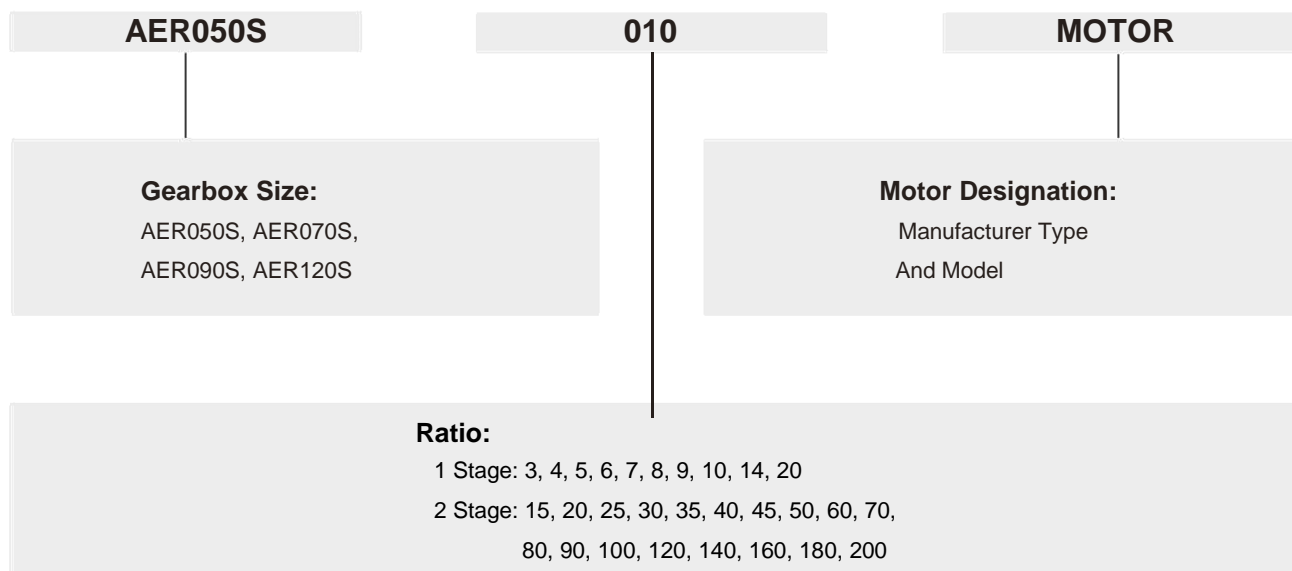 AER050S 010 MOTOR
Gearbox Size:
AER050S, AER070S,
AER090S, AER120S
Motor Designation:
Manufacturer Type
And Model
Ratio:
1 Stage: 3, 4, 5, 6, 7, 8, 9, 10, 14, 20
2 Stage: 15, 20, 25, 30, 35, 40, 45, 50, 60, 70,
80, 90, 100, 120, 140, 160, 180, 200